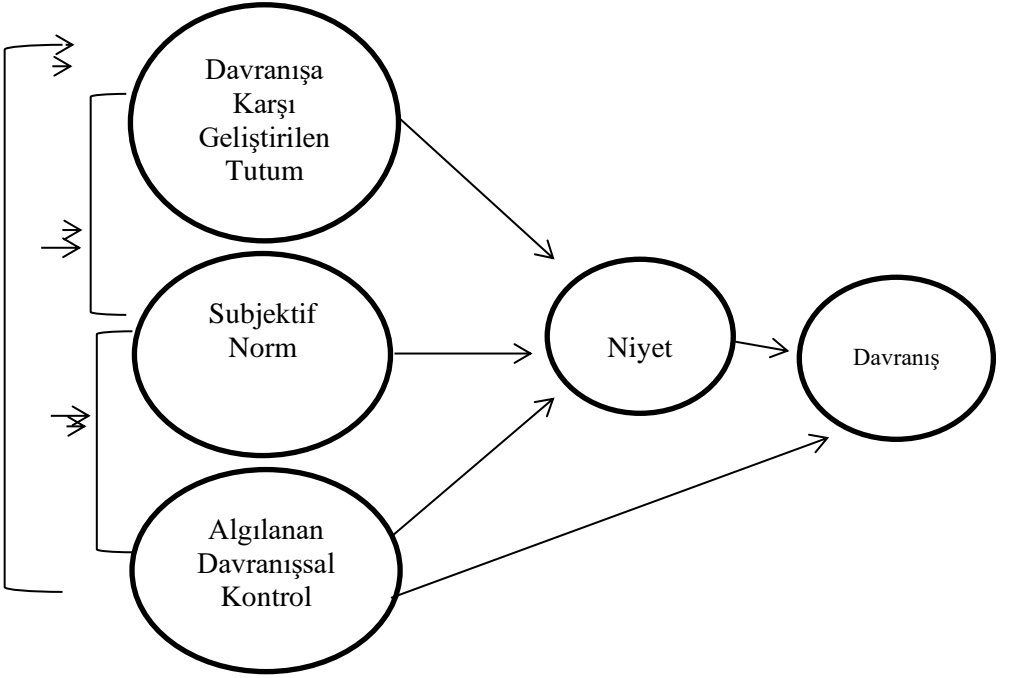 Davranışa
Karşı
Geliştirilen
Tutum
Subjektif
Norm
Niyet
Davranış
Algılanan
Davranışsal
Kontrol